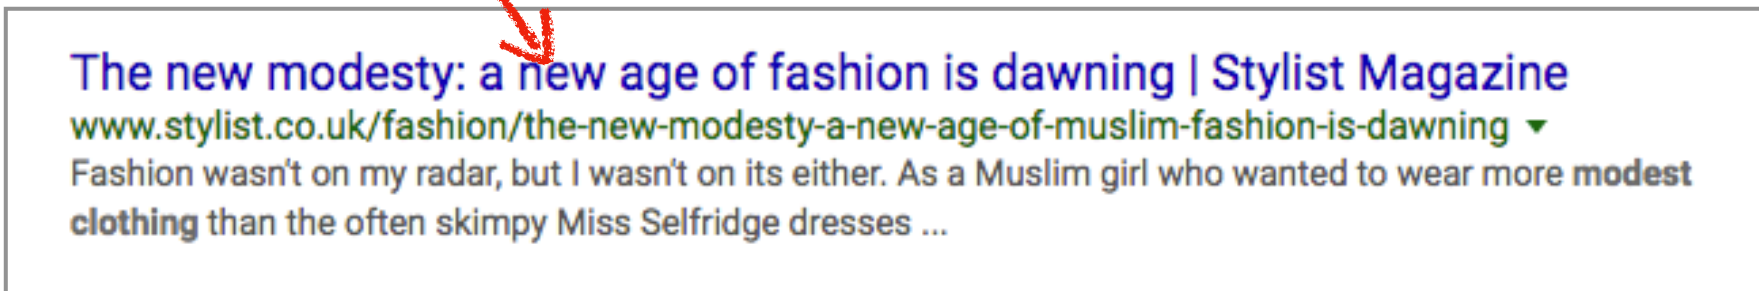 The new modesty: a new age of fashion is dawning | Stylist Magazine
www.stylist.co.uk/fashion/the-new-modesty-a-new-age-of-muslim-fashion-is-dawning
Fashion wasn't on my radar, but I wasn't on its either. As a Muslim girl who wanted to wear more modest
clothing than the often skimpy Miss Selfridge dresses ...